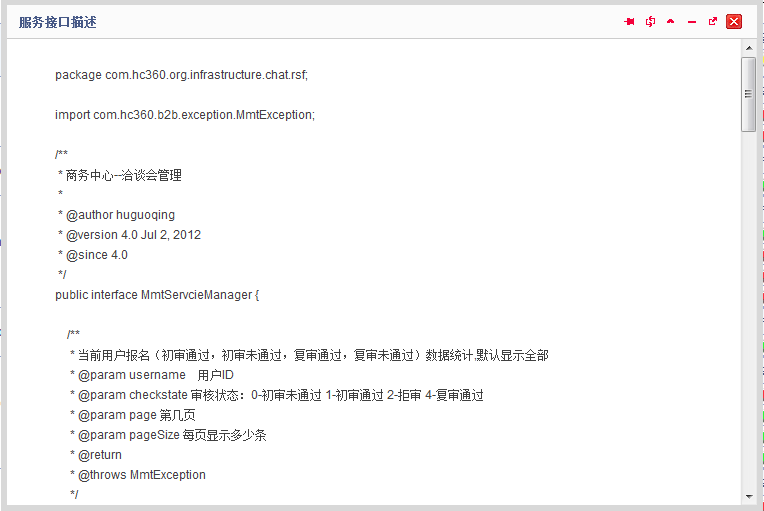 服务接口描述
package com.hc360.org.infrastructure.chat.rsf;
import com.hc360.b2b.exception.MmtException;
/**
* 商务中心--洽谈会管理
*
* @author huguoqing
* @version 4.0 Jul 2, 2012
* @since 4.0
*/
public interface MmtServcieManager {
/**
* 当前用户报名（初审通过，初审未通过，复审通过，复审未通过）数据统计,默认显示全部
* @param username 用户ID
* @param checkstate 审核状态：0-初审未通过 1-初审通过 2-拒审 4-复审通过
* @param page 第几页
* @param pageSize 每页显示多少条
* @return
* @throws MmtException
*/